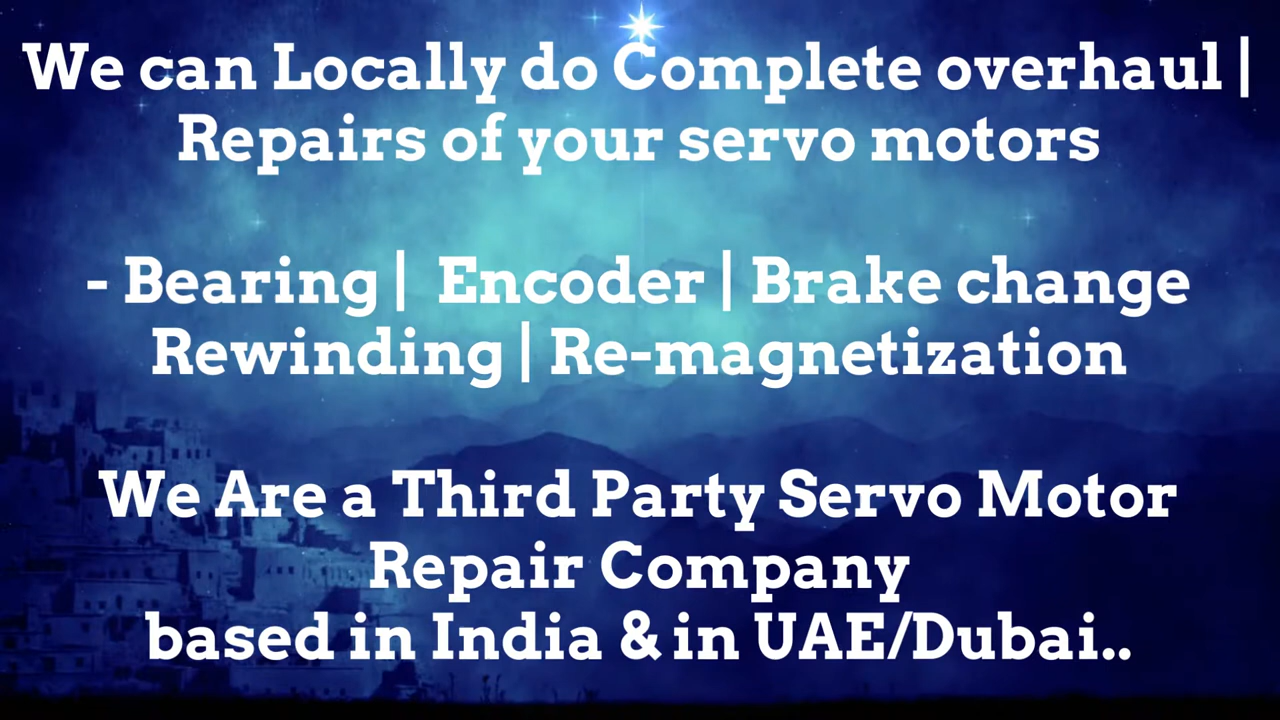 We can Locally do Complete overhaul |
Repairs of your servo motors
- Bearing | Encoder | Brake change
Rewinding | Re-magnetization
We Are a Third Party Servo Motor
Repair Company
based in India & in UAE/Dubai..